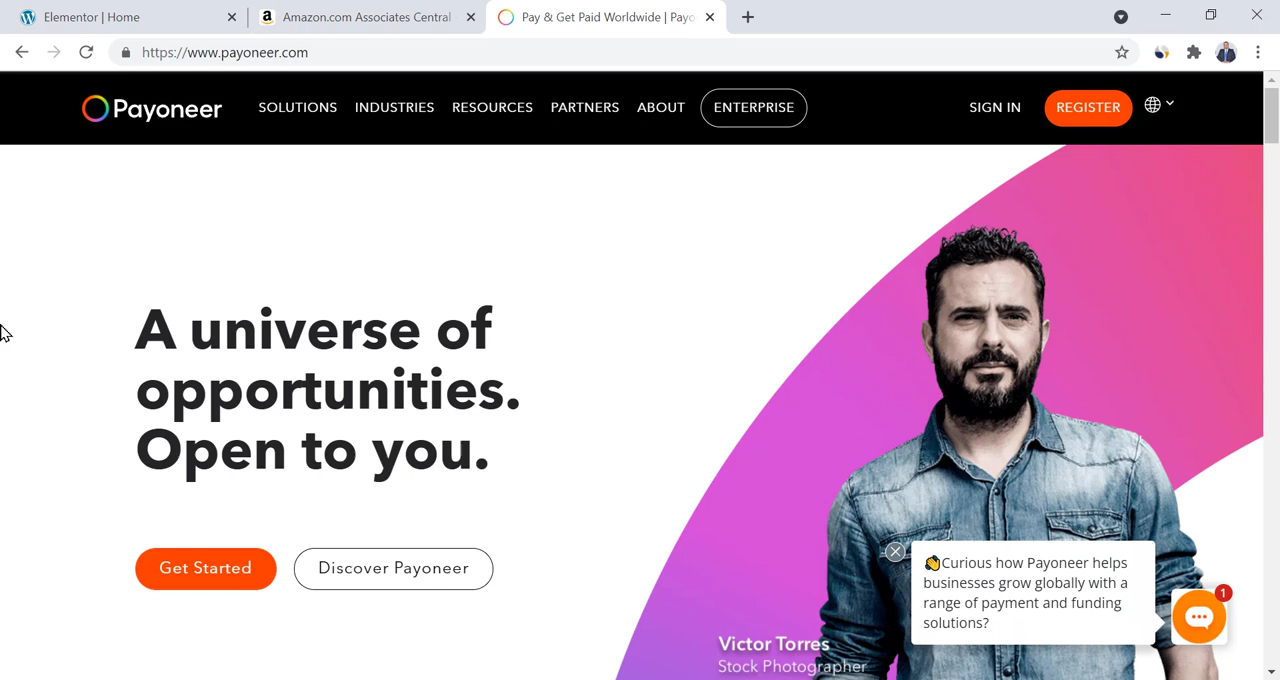 Elementor | Home
Amazon.com Associates Central
Pay & Get Paid Worldwide | Payo
https://www.payoneer.com
Payoneer
SOLUTIONS
INDUSTRIES
RESOURCES
PARTNERS
ABOUT
ENTERPRISE
SIGN IN
REGISTER
A universe of
opportunities.
Open to you.
Get Started
Discover Payoneer
Curious how Payoneer helps
businesses grow globally with a
range of payment and funding
solutions?
1
Victor Torres
Stock Photographer